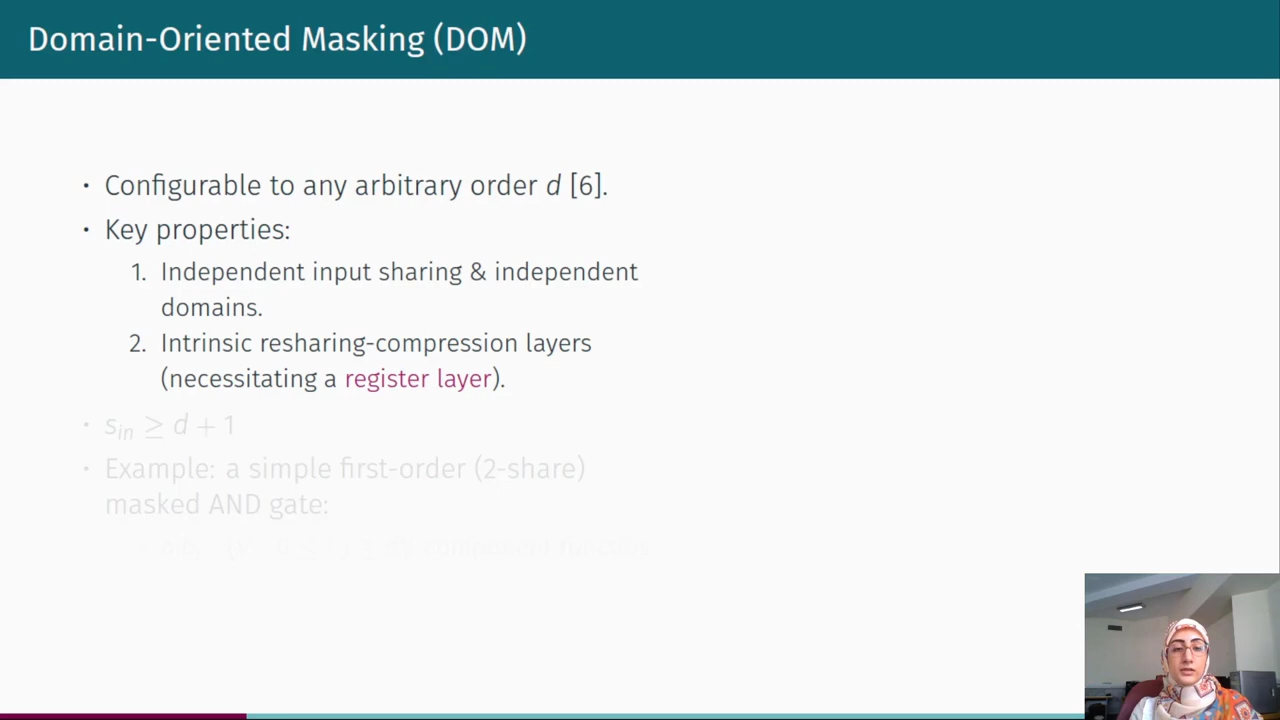 Domain-Oriented Masking (DOM)
• Configurable to any arbitrary order d [6].
• Key properties:
1. Independent input sharing & independent
domains.
2. Intrinsic resharing-compression layers
(necessitating a register layer).
• s_in ≥ d + 1
• Example: a simple first-order (2-share)
masked AND gate: